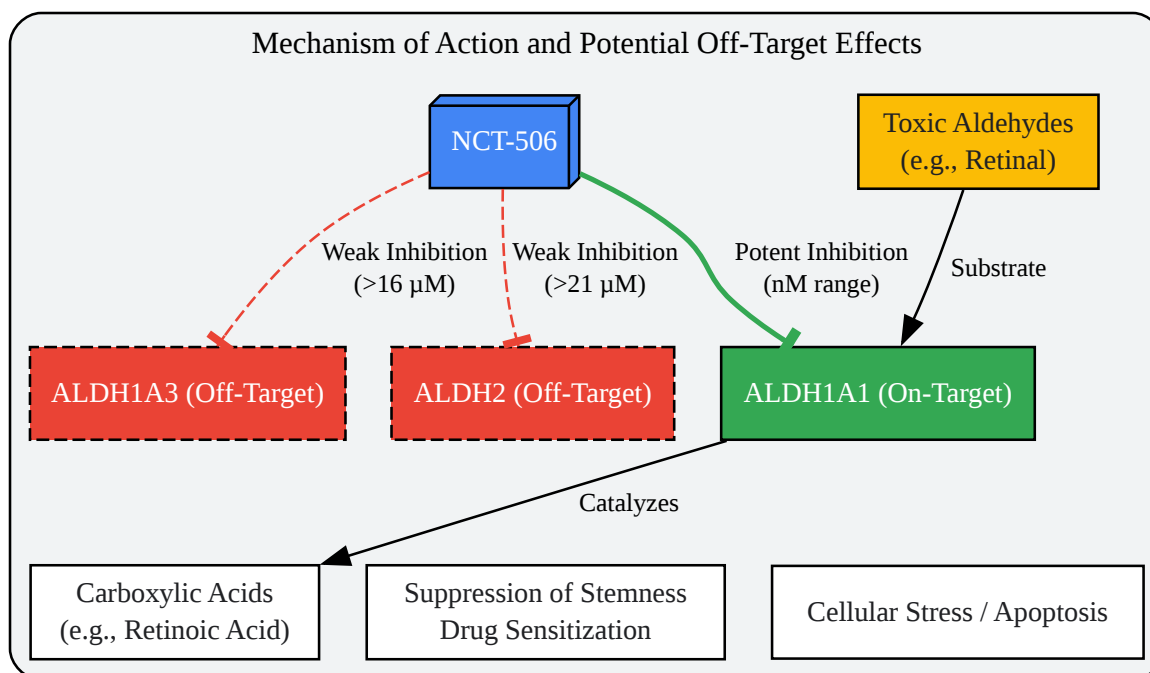 Mechanism of Action and Potential Off-Target Effects
NCT-506
Toxic Aldehydes
(e.g., Retinal)
Weak Inhibition
(>16 µM)
Weak Inhibition
(>21 µM)
Potent Inhibition
(nM range)
Substrate
ALDH1A3 (Off-Target)
ALDH2 (Off-Target)
ALDH1A1 (On-Target)
Catalyzes
Carboxylic Acids
(e.g., Retinoic Acid)
Suppression of Stemness
Drug Sensitization
Cellular Stress / Apoptosis